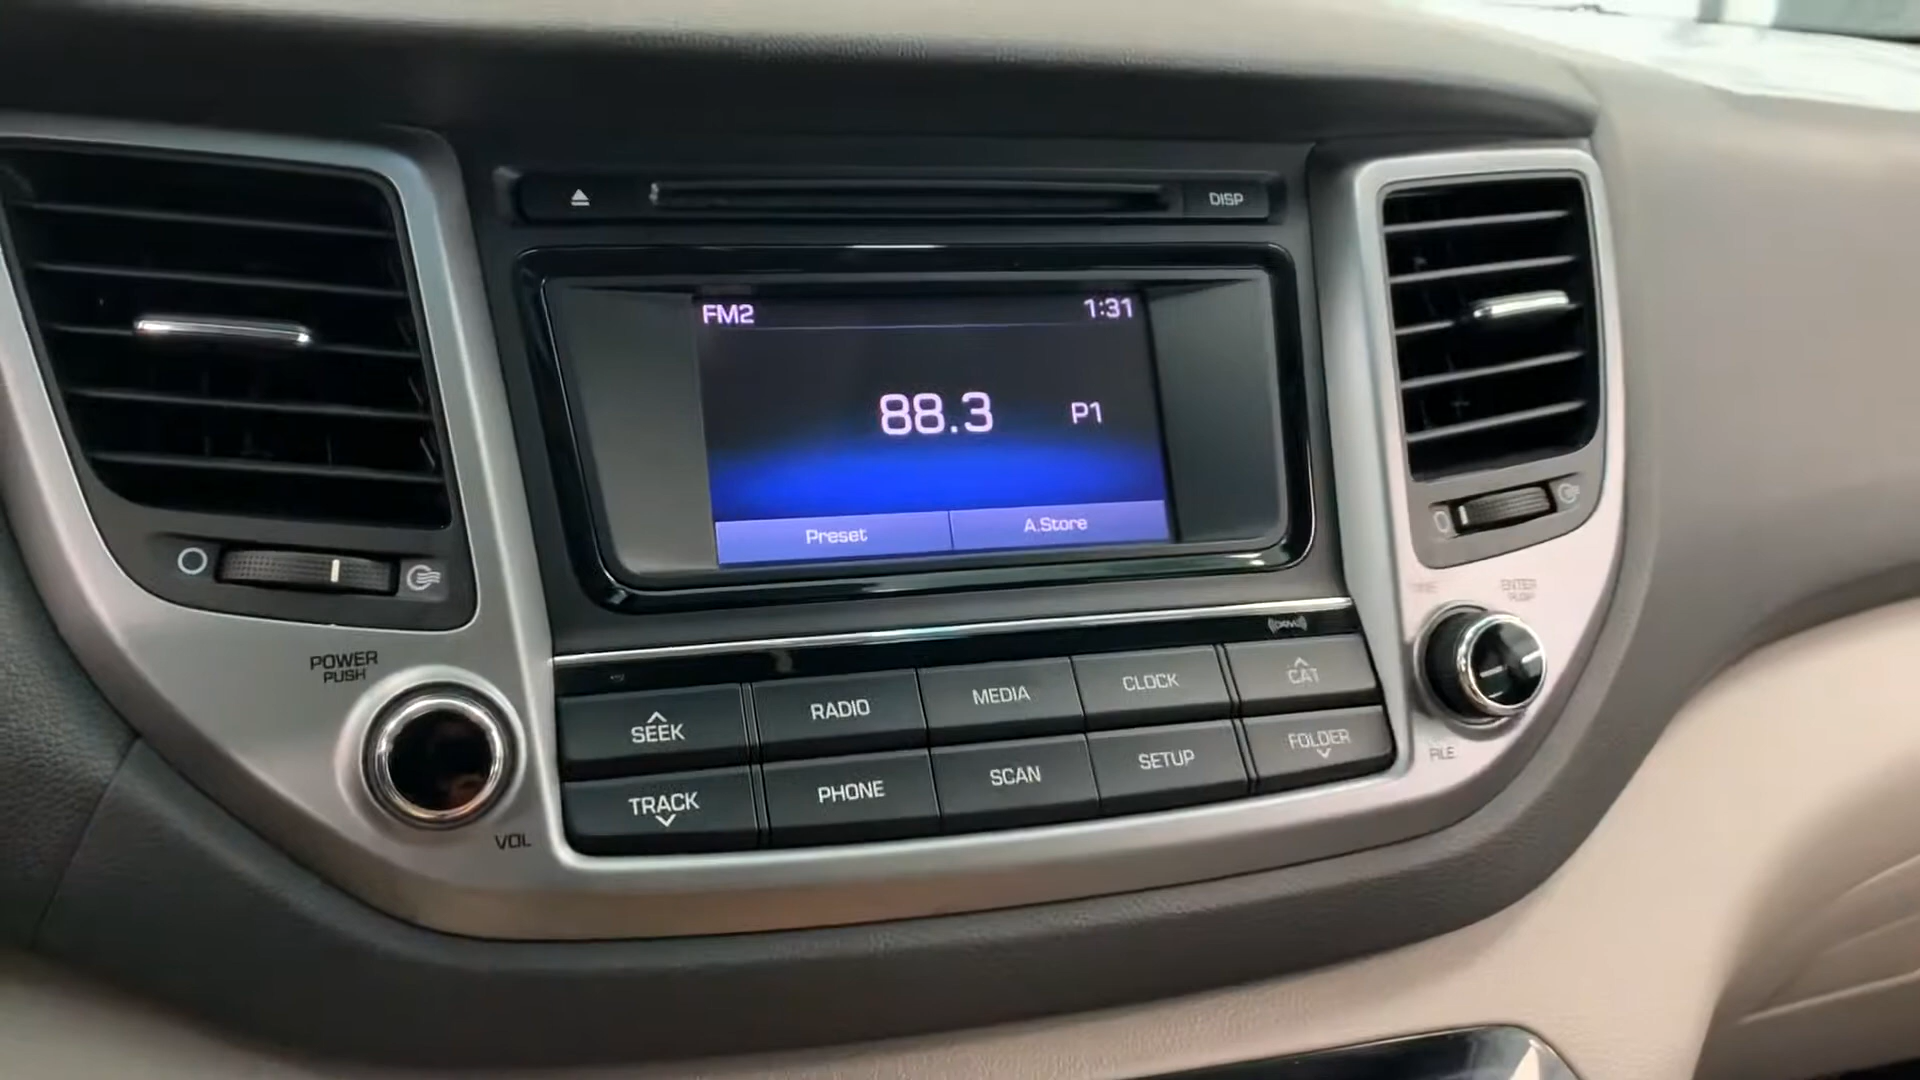 DISP
FM2 1:31
88.3 P1
Preset A.Store
ENTER
PUSH
POWER
PUSH
SEEK RADIO MEDIA CLOCK CAT
TRACK PHONE SCAN SETUP FOLDER
FILE
VOL